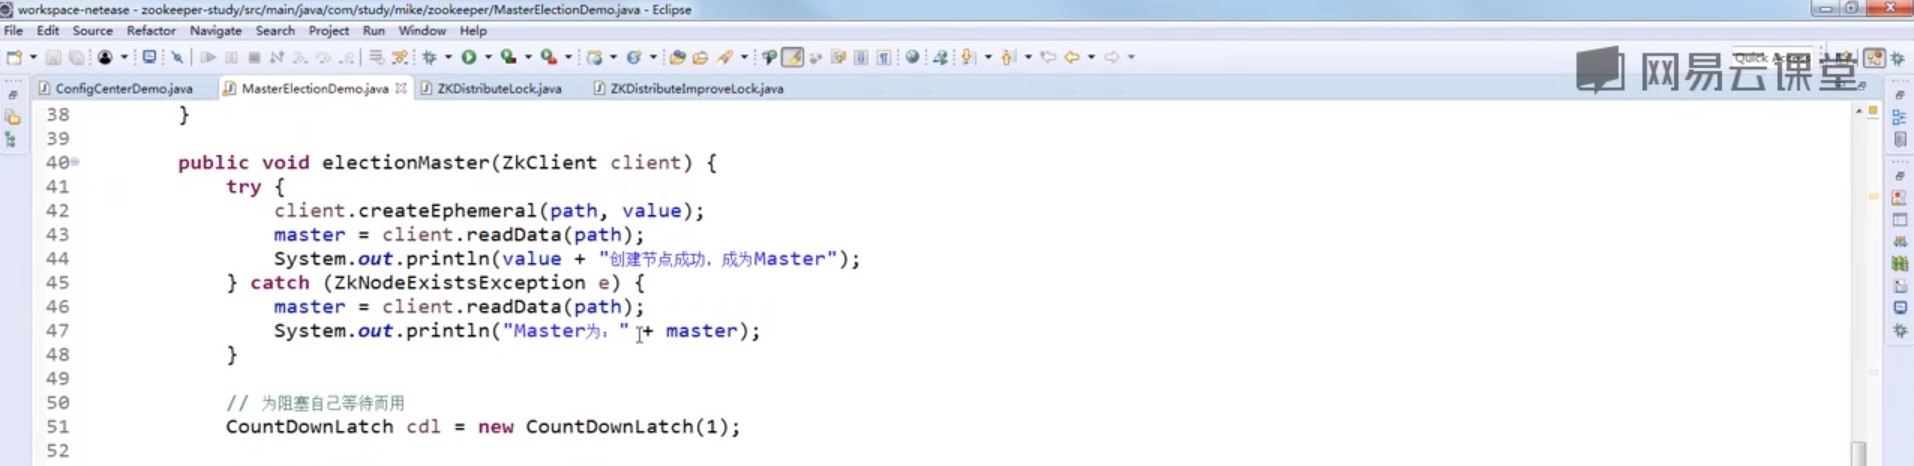 workspace-netease - zookeeper-study/src/main/java/com/study/mike/zookeeper/MasterElectionDemo.java - Eclipse
File Edit Source Refactor Navigate Search Project Run Window Help
Quick Access
网易云课堂
ConfigCenterDemo.java MasterElectionDemo.java ZKDistributeLock.java ZKDistributeImproveLock.java
38 }
39
40 public void electionMaster(ZkClient client) {
41 try {
42 client.createEphemeral(path, value);
43 master = client.readData(path);
44 System.out.println(value + "创建节点成功，成为Master");
45 } catch (ZkNodeExistsException e) {
46 master = client.readData(path);
47 System.out.println("Master为：" + master);
48 }
49
50 // 为阻塞自己等待而用
51 CountDownLatch cdl = new CountDownLatch(1);
52